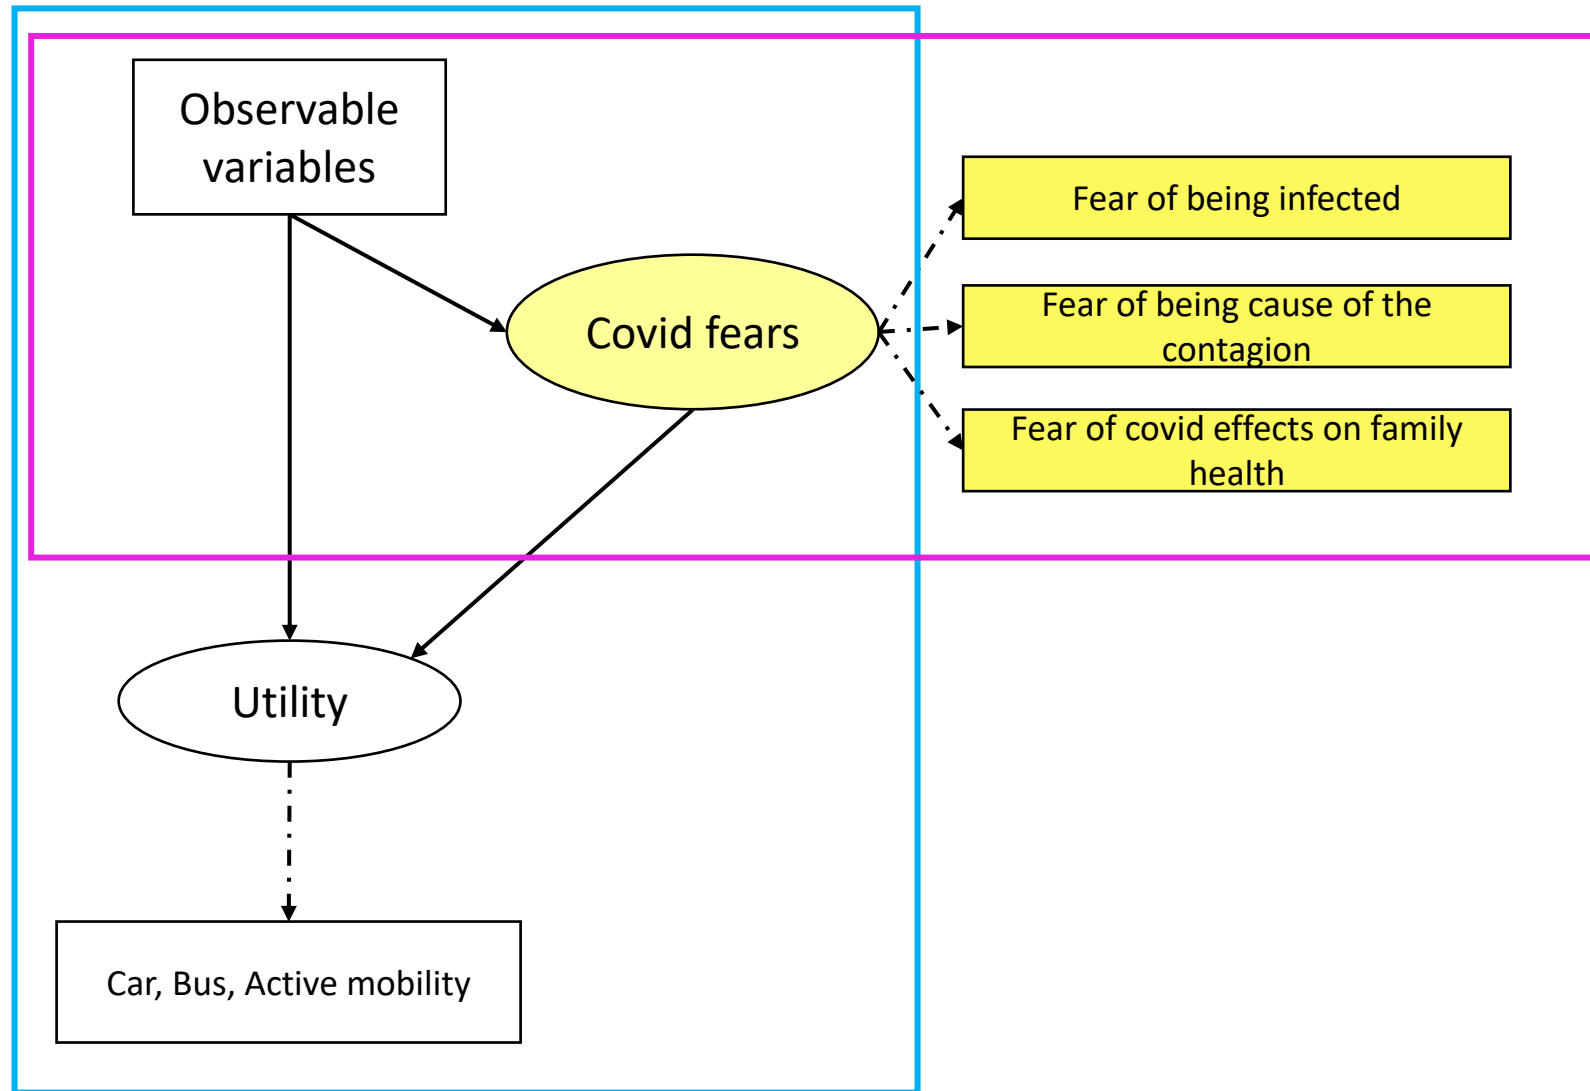 Observable
variables
Fear of being infected
Covid fears
Fear of being cause of the
contagion
Fear of covid effects on family
health
Utility
Car, Bus, Active mobility